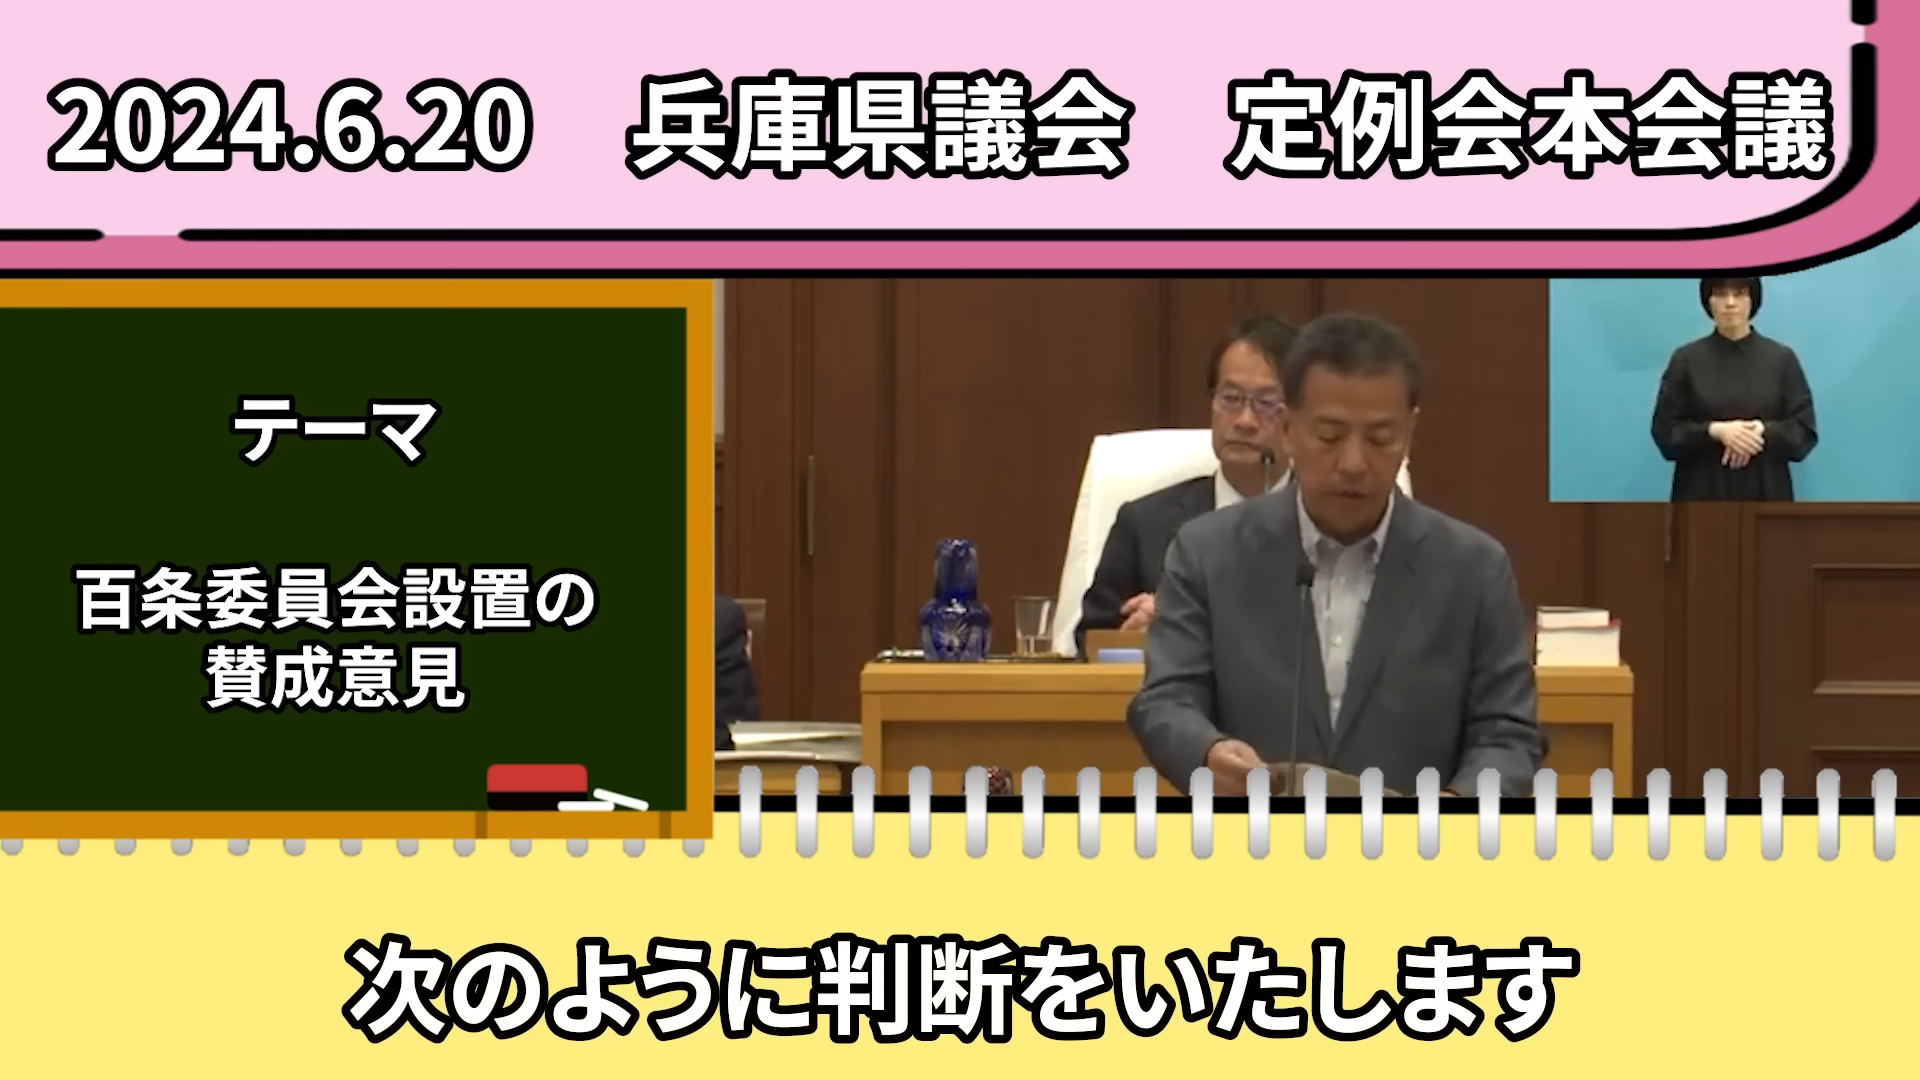 2024.6.20　兵庫県議会　定例会本会議
テーマ
百条委員会設置の
賛成意見
次のように判断をいたします